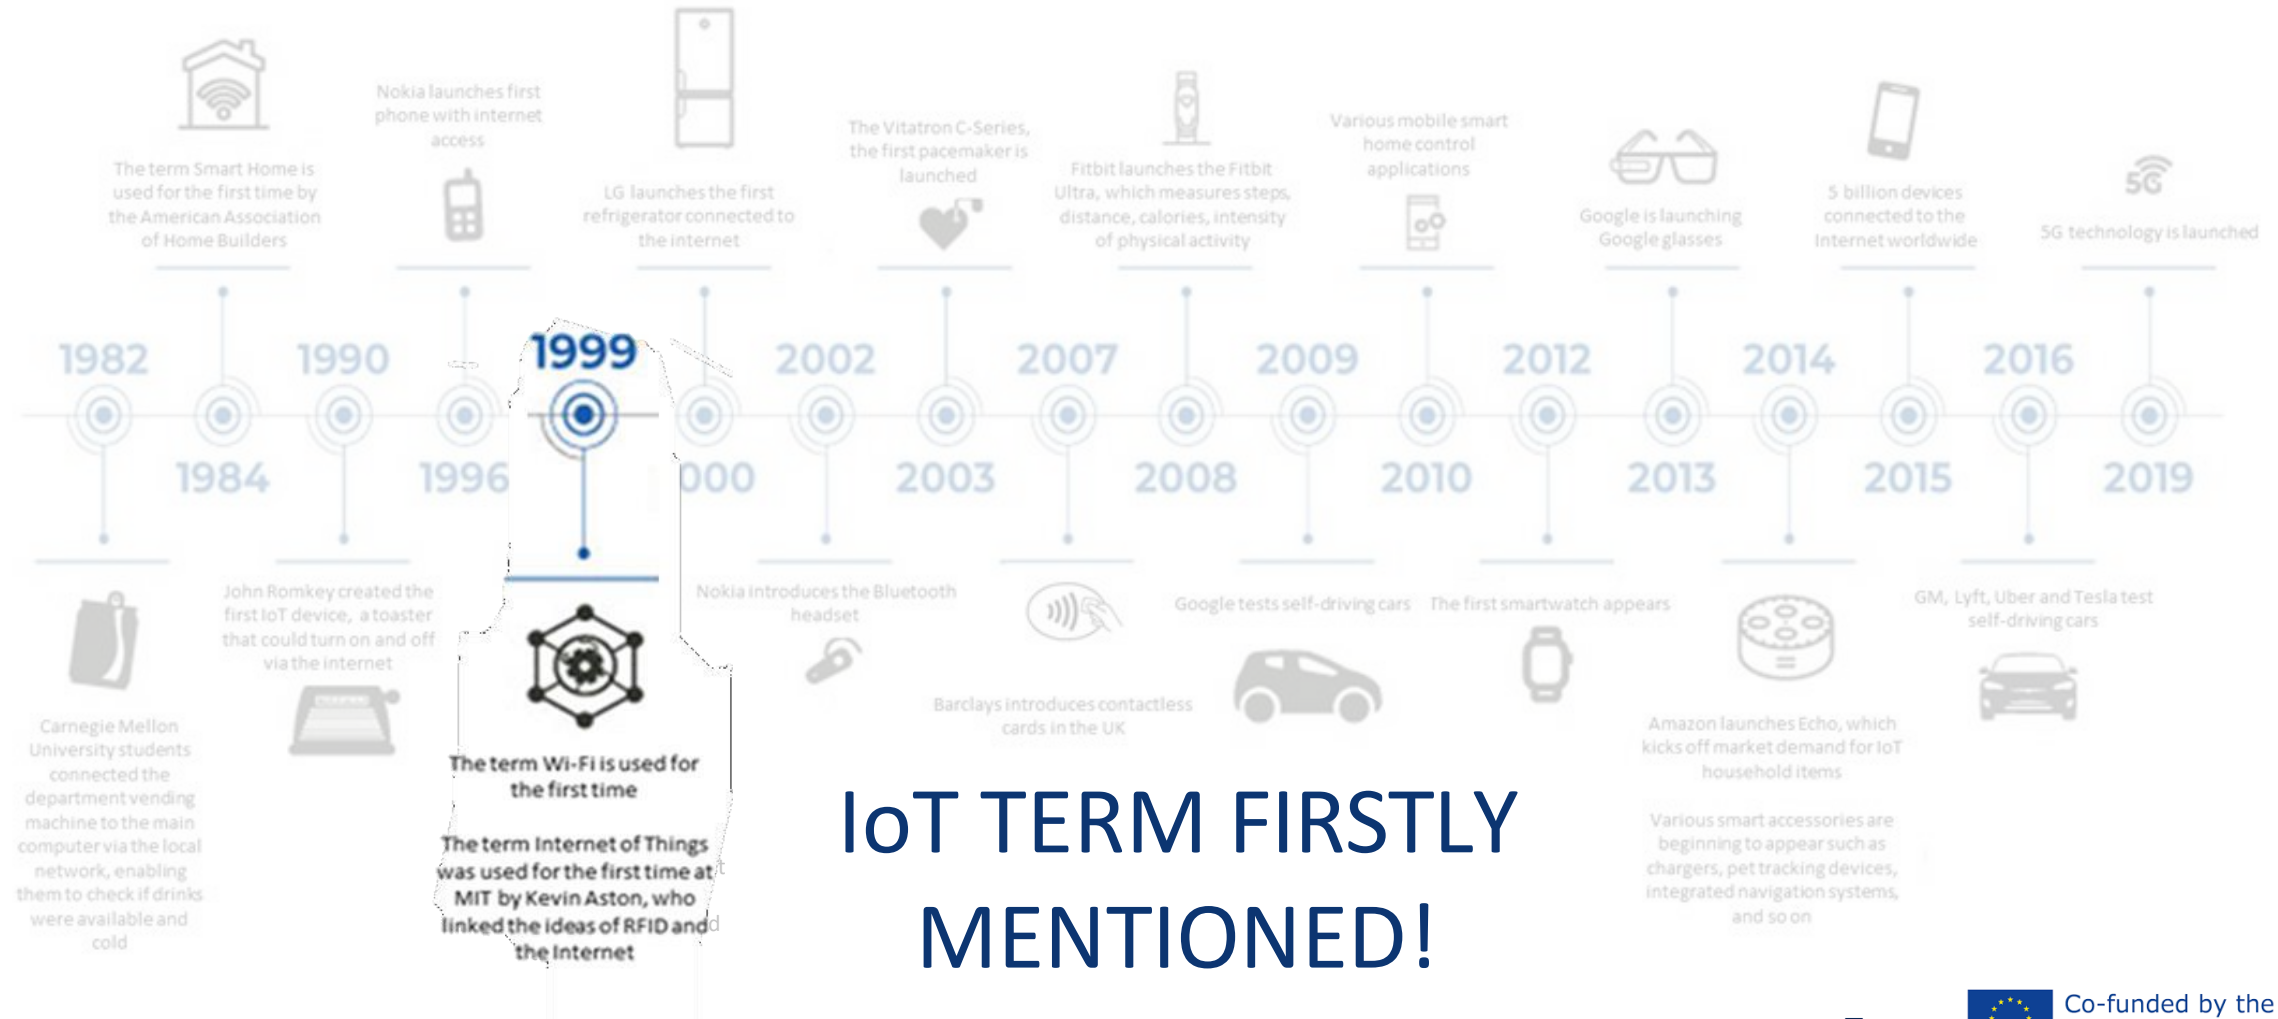 The term Smart Home is
used for the first time by
the American Association
of Home Builders
Nokia launches first
phone with internet
access
LG launches the first
refrigerator connected to
the internet
The Vitatron C-Series,
the first pacemaker is
launched
Fitbit launches the Fitbit
Ultra, which measures steps,
distance, calories, intensity
of physical activity
Various mobile smart
home control
applications
Google is launching
Google glasses
5 billion devices
connected to the
Internet worldwide
5G
5G technology is launched
1982
1990
1999
2002
2007
2009
2012
2014
2016
1984
1996
000
2003
2008
2010
2013
2015
2019
Carnegie Mellon
University students
connected the
department vending
machine to the main
computer via the local
network, enabling
them to check if drinks
were available and
cold
John Romkey created the
first IoT device, a toaster
that could turn on and off
via the internet
The term Wi-Fi is used for
the first time
The term Internet of Things
was used for the first time at
MIT by Kevin Aston, who
linked the ideas of RFID and
the Internet
Nokia introduces the Bluetooth
headset
Barclays introduces contactless
cards in the UK
Google tests self-driving cars
The first smartwatch appears
Amazon launches Echo, which
kicks off market demand for IoT
household items
Various smart accessories are
beginning to appear such as
chargers, pet tracking devices,
integrated navigation systems,
and so on
GM, Lyft, Uber and Tesla test
self-driving cars
IoT TERM FIRSTLY
MENTIONED!
Co-funded by the